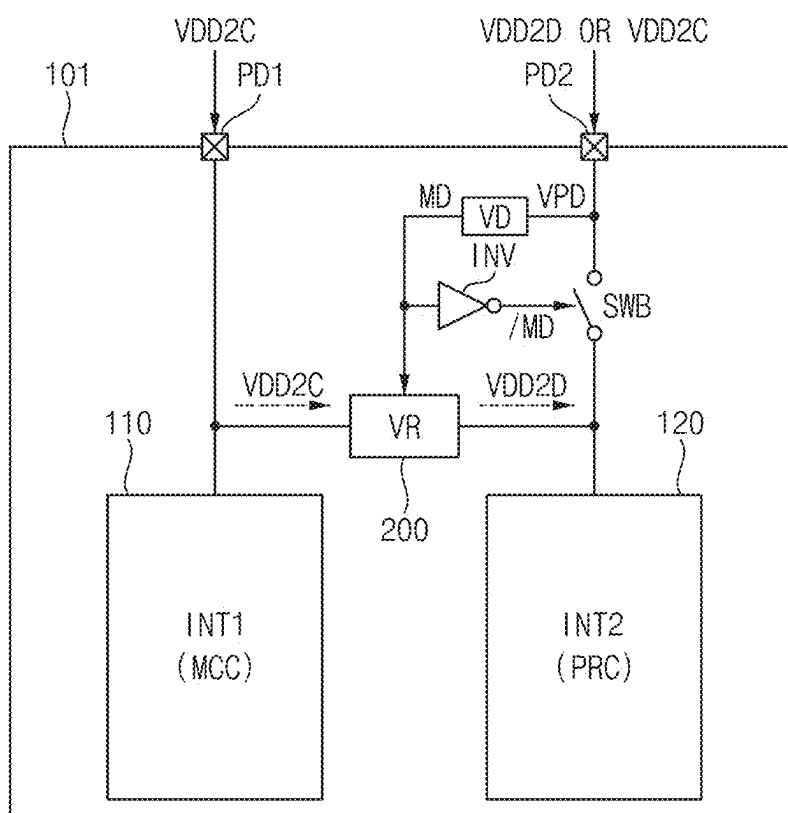 VDD2C
VDD2D OR VDD2C
101
PD1
PD2
MD
VD
VPD
INV
SWB
/MD
VDD2C
VDD2D
110
VR
120
200
INT1
(MCC)
INT2
(PRC)